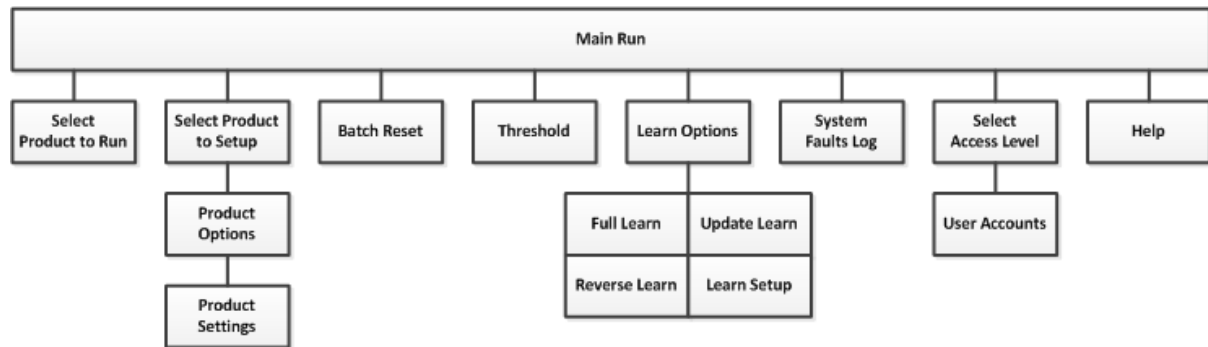 Main Run
Select
Product to Run
Select Product
to Setup
Batch Reset
Threshold
Learn Options
System
Faults Log
Select
Access Level
Help
Product
Options
Full Learn
Update Learn
User Accounts
Reverse Learn
Learn Setup
Product
Settings